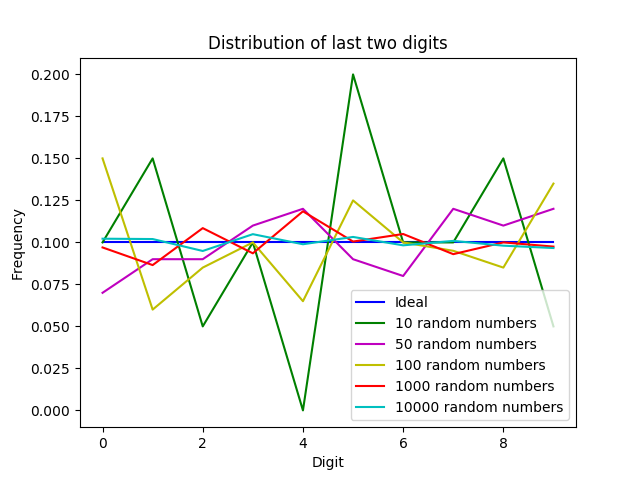 Distribution of last two digits
Frequency
0.200
0.175
0.150
0.125
0.100
0.075
0.050
0.025
0.000
Ideal
10 random numbers
50 random numbers
100 random numbers
1000 random numbers
10000 random numbers
0 2 4 6 8
Digit